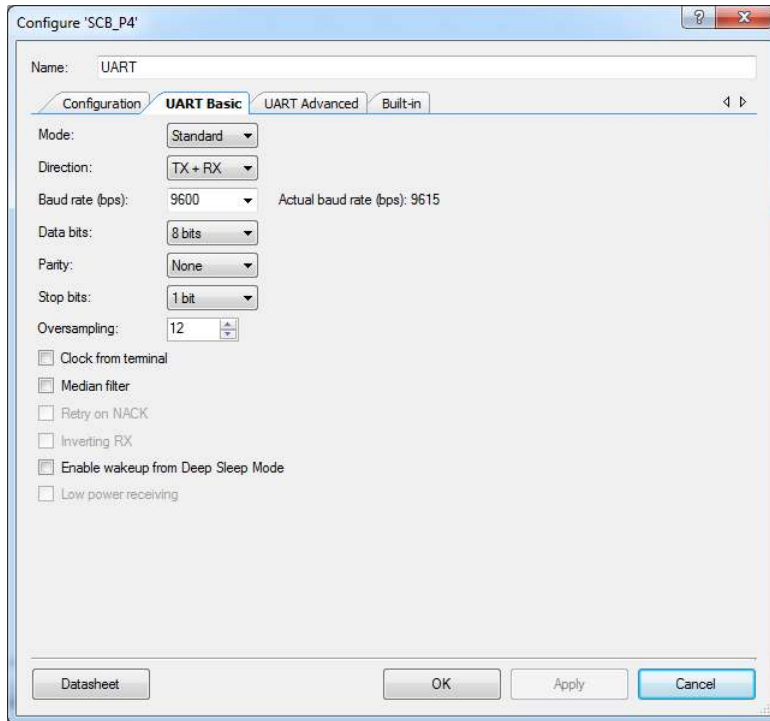 Configure 'SCB_P4'
Name: UART
Configuration UART Basic UART Advanced Built-in
Mode: Standard
Direction: TX + RX
Baud rate (bps): 9600 Actual baud rate (bps): 9615
Data bits: 8 bits
Parity: None
Stop bits: 1 bit
Oversampling: 12
Clock from terminal
Median filter
Retry on NACK
Inverting RX
Enable wakeup from Deep Sleep Mode
Low power receiving
Datasheet OK Apply Cancel